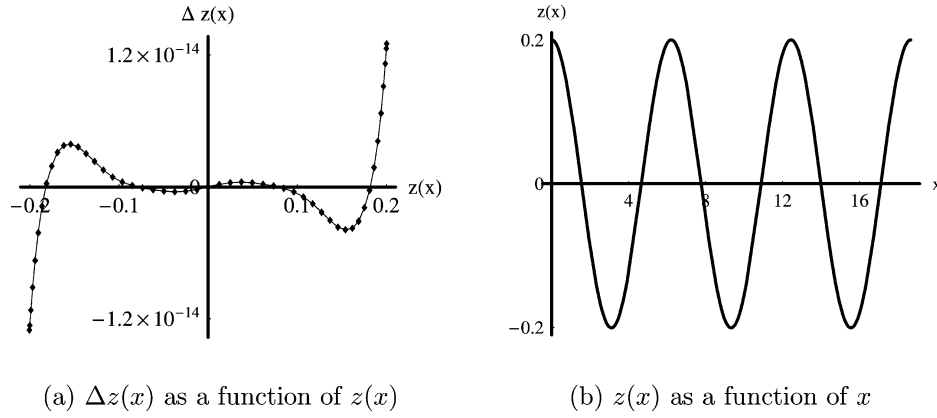 Δ z(x)
1.2×10⁻¹⁴
z(x)
0
-0.2 -0.1 0.1 0.2
−1.2×10⁻¹⁴
(a) Δz(x) as a function of z(x)
z(x)
0.2
0
x
4 8 12 16
−0.2
(b) z(x) as a function of x